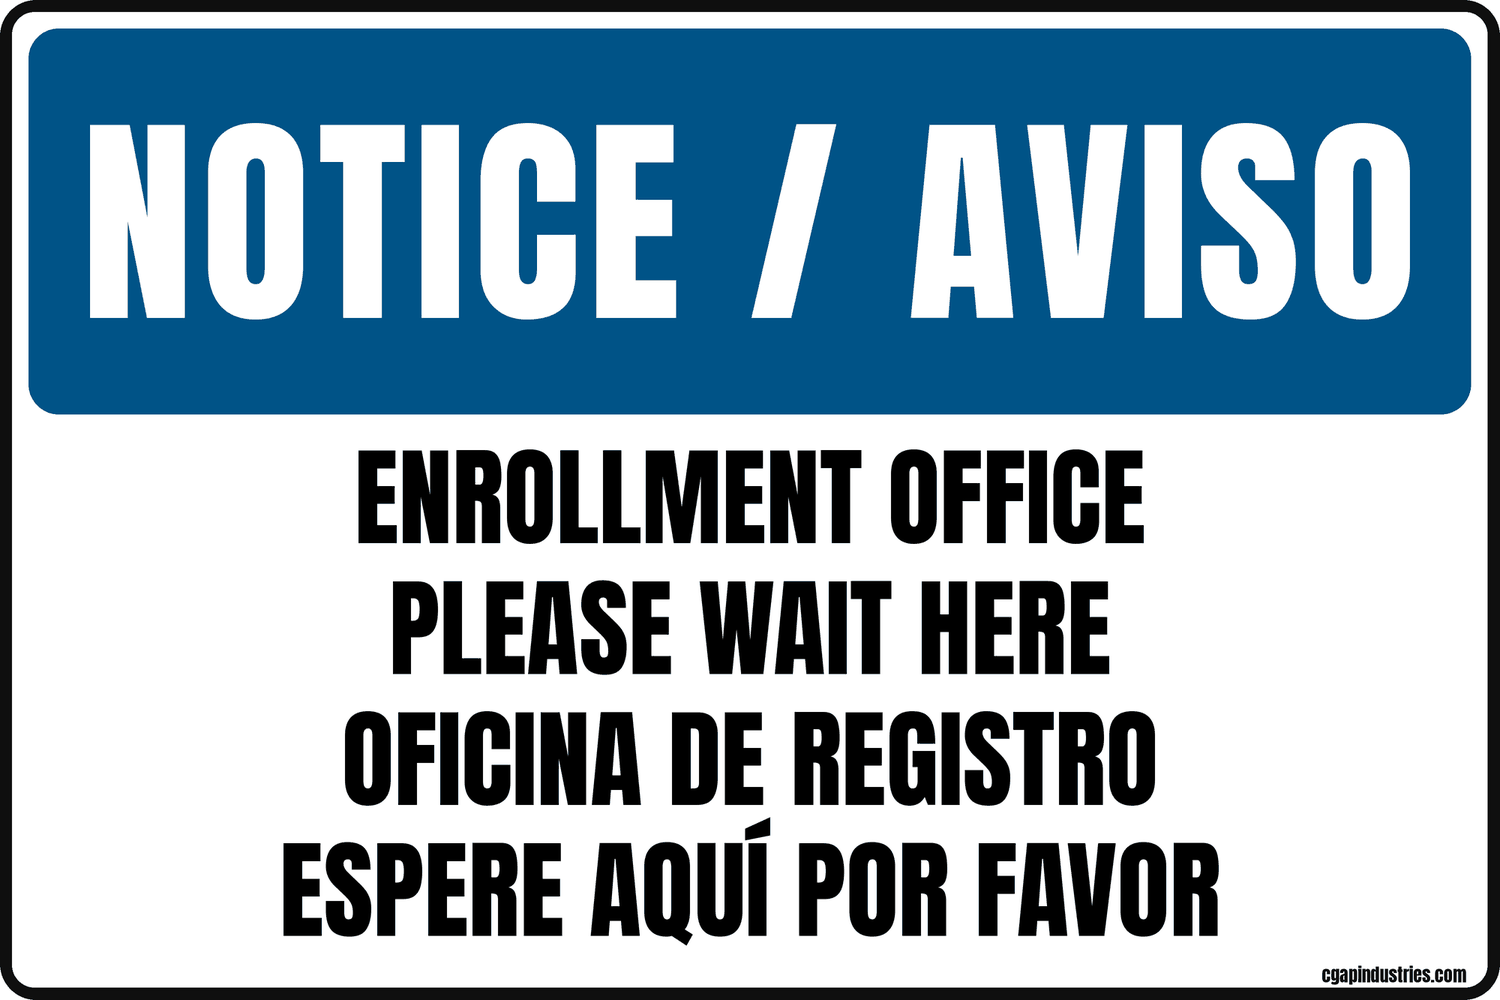 NOTICE / AVISO
ENROLLMENT OFFICE
PLEASE WAIT HERE
OFICINA DE REGISTRO
ESPERE AQUÍ POR FAVOR
cgapindustries.com